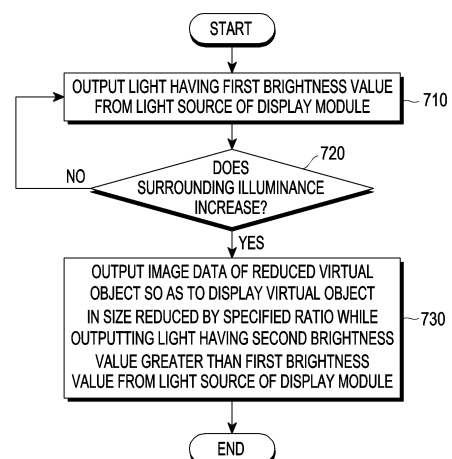 START
OUTPUT LIGHT HAVING FIRST BRIGHTNESS VALUE
FROM LIGHT SOURCE OF DISPLAY MODULE
710
720
DOES
SURROUNDING ILLUMINANCE
INCREASE?
NO
YES
OUTPUT IMAGE DATA OF REDUCED VIRTUAL
OBJECT SO AS TO DISPLAY VIRTUAL OBJECT
IN SIZE REDUCED BY SPECIFIED RATIO WHILE
OUTPUTTING LIGHT HAVING SECOND BRIGHTNESS
VALUE GREATER THAN FIRST BRIGHTNESS
VALUE FROM LIGHT SOURCE OF DISPLAY MODULE
730
END